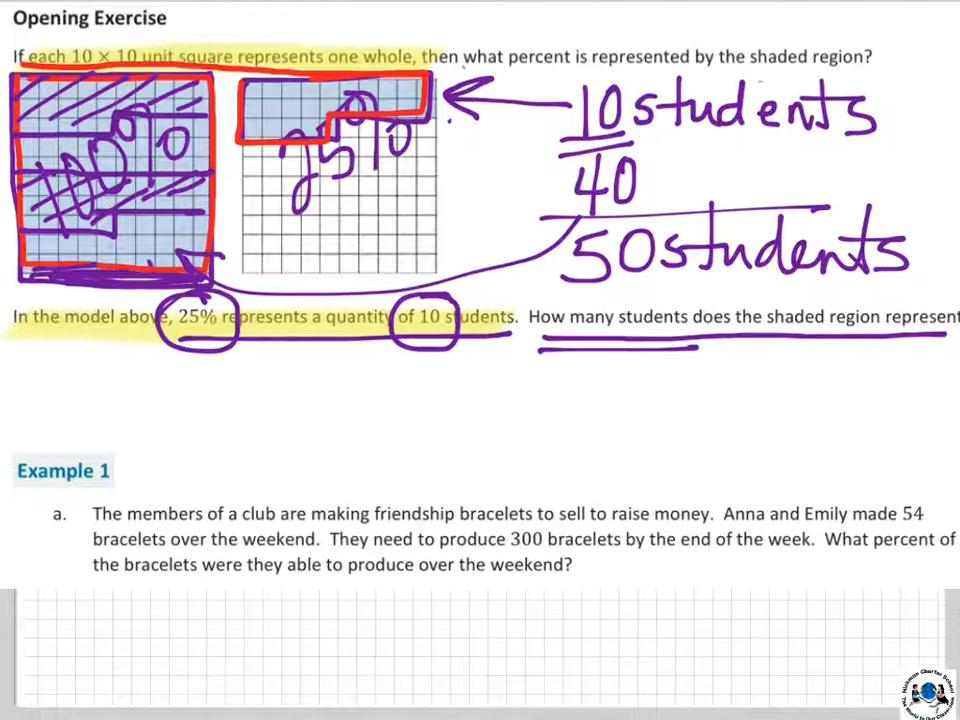 Opening Exercise
If each 10 × 10 unit square represents one whole, then what percent is represented by the shaded region?
100%
25%
10 students
40
50 students
In the model above, 25% represents a quantity of 10 students. How many students does the shaded region represent
Example 1
a. The members of a club are making friendship bracelets to sell to raise money. Anna and Emily made 54
bracelets over the weekend. They need to produce 300 bracelets by the end of the week. What percent of
the bracelets were they able to produce over the weekend?